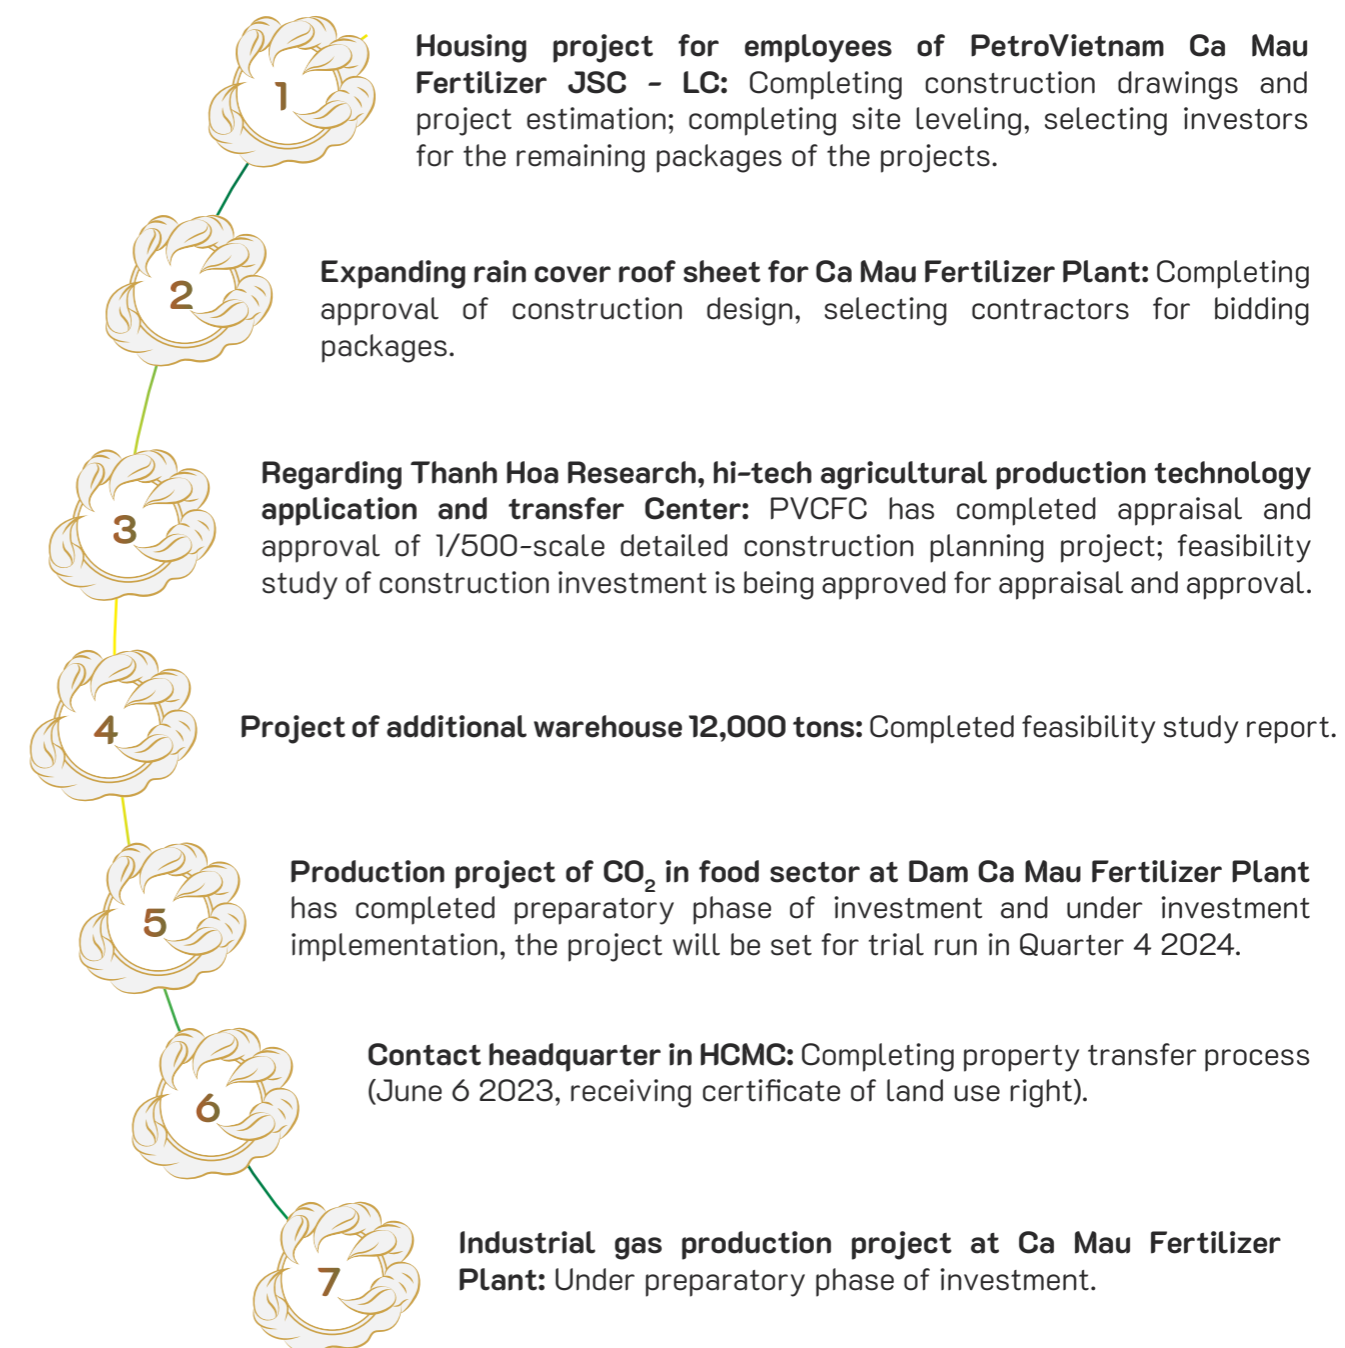 1
Housing project for employees of PetroVietnam Ca Mau
Fertilizer JSC - LC: Completing construction drawings and
project estimation; completing site leveling, selecting investors
for the remaining packages of the projects.
2
Expanding rain cover roof sheet for Ca Mau Fertilizer Plant: Completing
approval of construction design, selecting contractors for bidding
packages.
3
Regarding Thanh Hoa Research, hi-tech agricultural production technology
application and transfer Center: PVCFC has completed appraisal and
approval of 1/500-scale detailed construction planning project; feasibility
study of construction investment is being approved for appraisal and approval.
4
Project of additional warehouse 12,000 tons: Completed feasibility study report.
5
Production project of CO₂ in food sector at Dam Ca Mau Fertilizer Plant
has completed preparatory phase of investment and under investment
implementation, the project will be set for trial run in Quarter 4 2024.
6
Contact headquarter in HCMC: Completing property transfer process
(June 6 2023, receiving certificate of land use right).
7
Industrial gas production project at Ca Mau Fertilizer
Plant: Under preparatory phase of investment.